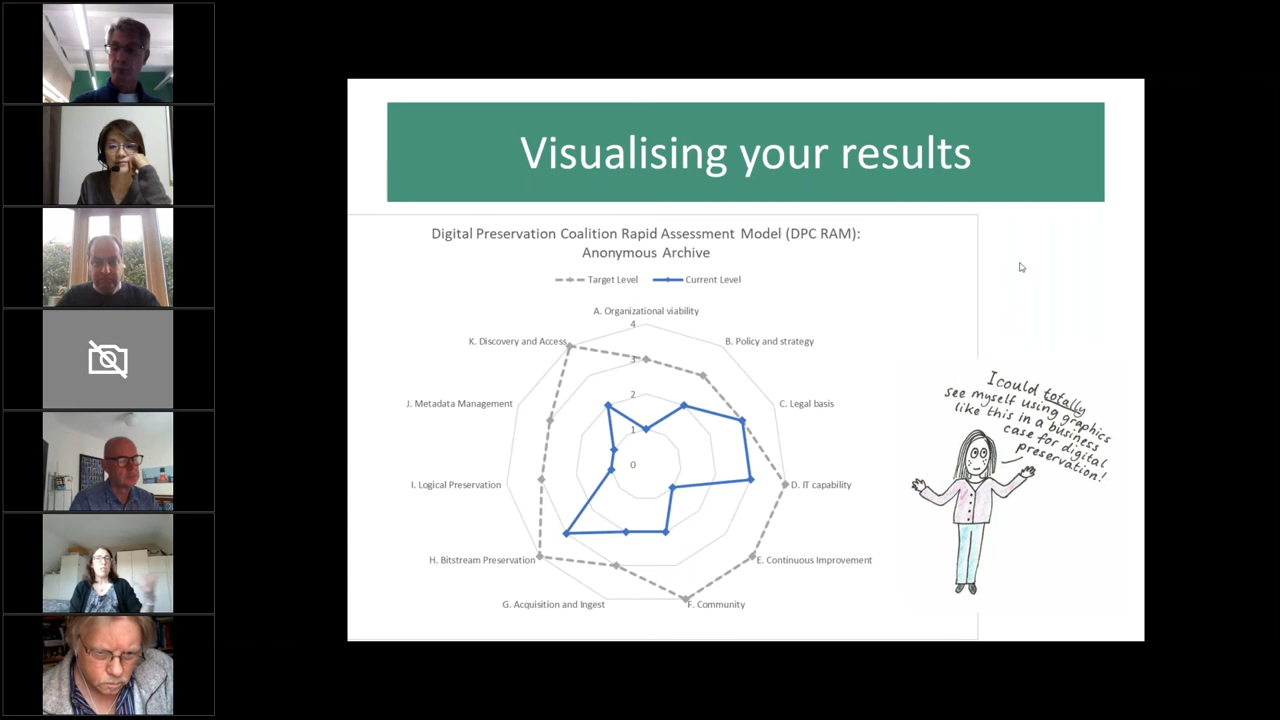 Visualising your results
Digital Preservation Coalition Rapid Assessment Model (DPC RAM):
Anonymous Archive
Target Level
Current Level
A. Organizational viability
4
K. Discovery and Access
B. Policy and strategy
3
2
J. Metadata Management
C. Legal basis
1
0
I. Logical Preservation
D. IT capability
H. Bitstream Preservation
E. Continuous Improvement
G. Acquisition and Ingest
F. Community
I could totally
see myself using graphics
like this in a business
case for digital
preservation!